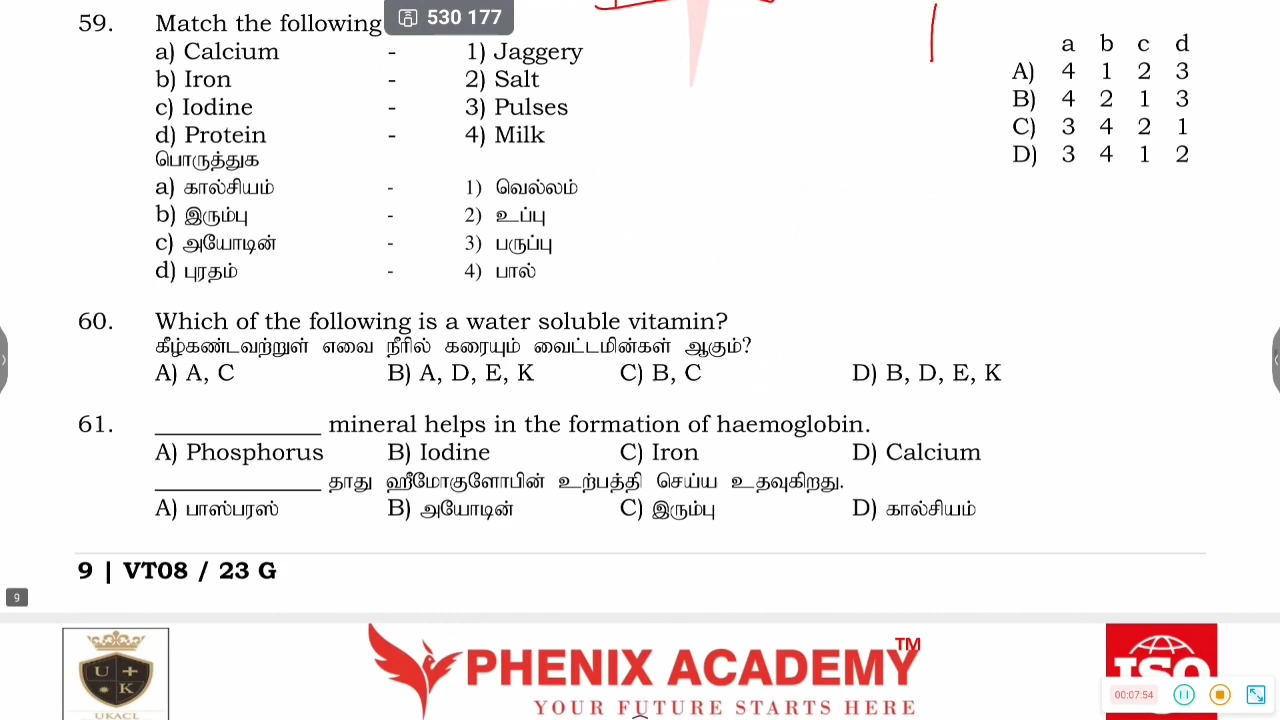 530 177
59. Match the following
a) Calcium - 1) Jaggery
b) Iron - 2) Salt
c) Iodine - 3) Pulses
d) Protein - 4) Milk
a b c d
A) 4 1 2 3
B) 4 2 1 3
C) 3 4 2 1
D) 3 4 1 2
பொருத்துக
a) கால்சியம் - 1) வெல்லம்
b) இரும்பு - 2) உப்பு
c) அயோடின் - 3) பருப்பு
d) புரதம் - 4) பால்
60. Which of the following is a water soluble vitamin?
கீழ்கண்டவற்றுள் எவை நீரில் கரையும் வைட்டமின்கள் ஆகும்?
A) A, C B) A, D, E, K C) B, C D) B, D, E, K
61. ______________ mineral helps in the formation of haemoglobin.
A) Phosphorus B) Iodine C) Iron D) Calcium
______________ தாது ஹீமோகுளோபின் உற்பத்தி செய்ய உதவுகிறது.
A) பாஸ்பரஸ் B) அயோடின் C) இரும்பு D) கால்சியம்
9 | VT08 / 23 G
9
U K
UKACL
PHENIX ACADEMY™
YOUR FUTURE STARTS HERE
ISO
00:07:54